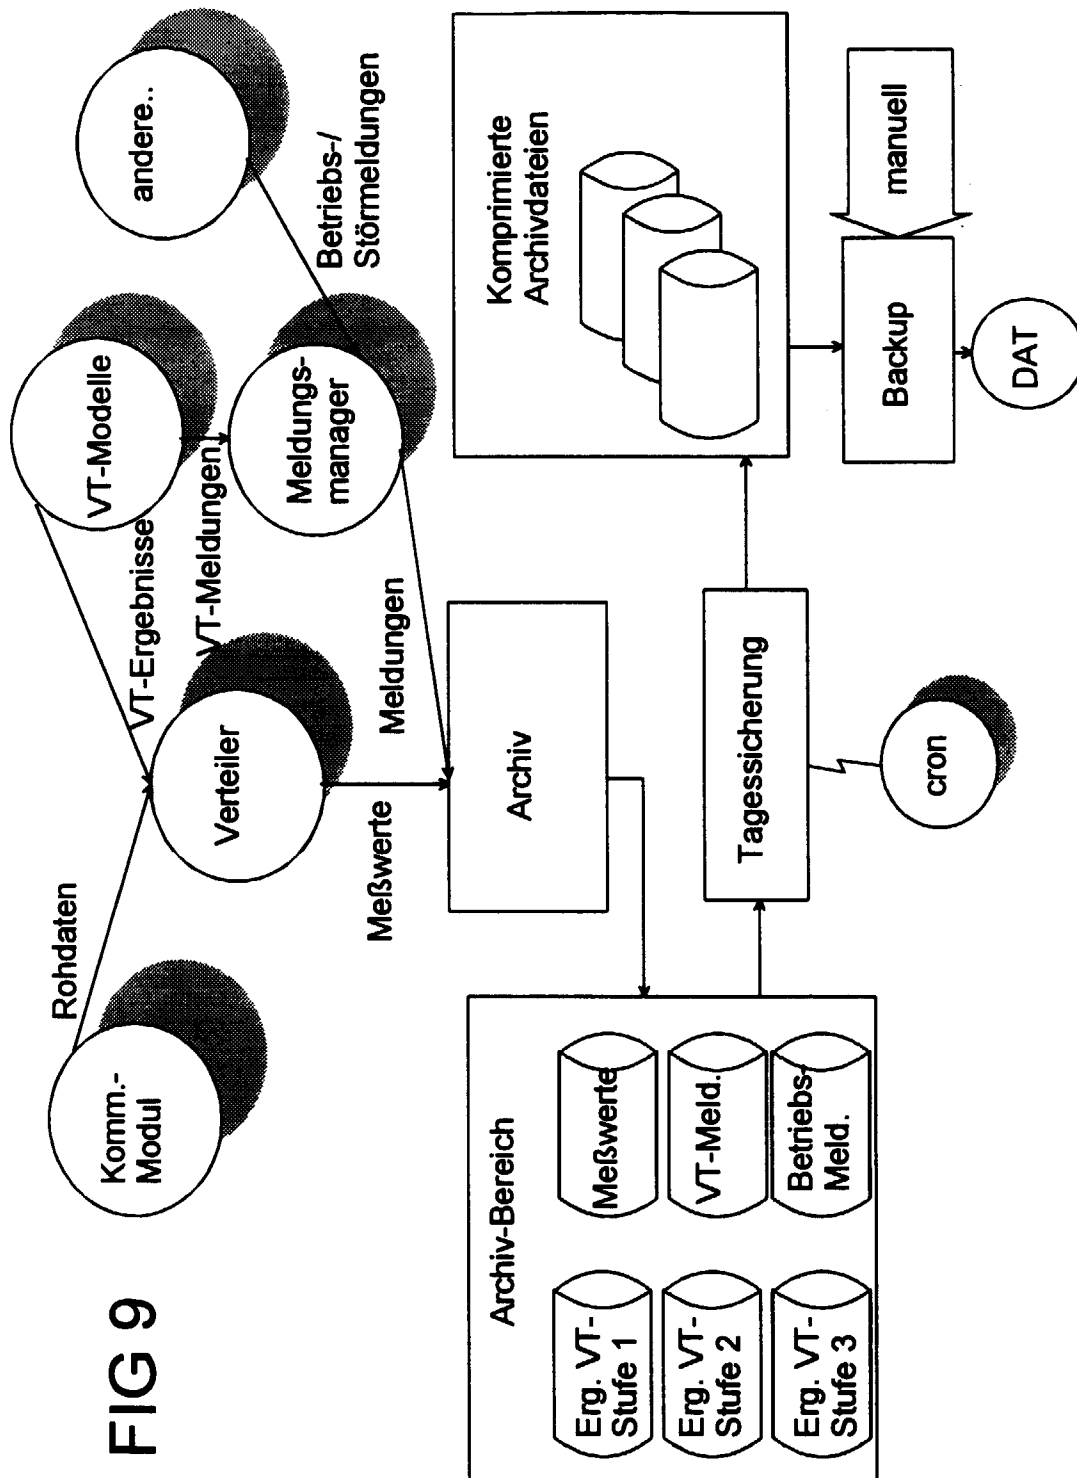 FIG 9
Komm.-
Modul
Rohdaten
VT-Modelle
andere..
VT-Ergebnisse
VT-Meldungen
Verteiler
Meldungs-
manager
Betriebs-/
Störmeldungen
Meßwerte
Meldungen
Archiv
Archiv-Bereich
Erg. VT-
Stufe 1
Meßwerte
Erg. VT-
Stufe 2
VT-Meld.
Erg. VT-
Stufe 3
Betriebs-
Meld.
Tagessicherung
cron
Komprimierte
Archivdateien
Backup
manuell
DAT